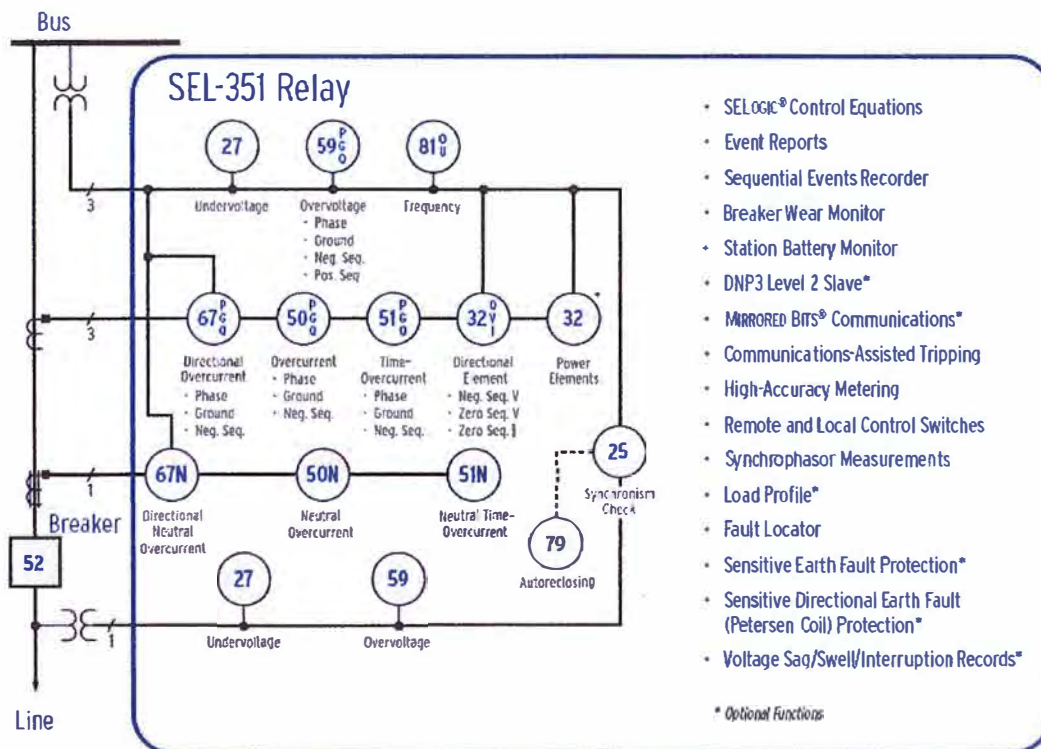 Bus
SEL-351 Relay
27
Undervoltage
59 P G Q
Overvoltage
· Phase
· Ground
· Neg. Seq.
· Pos. Seq
81 O U
Frequency
3
67 P G Q
Directional
Overcurrent
· Phase
· Ground
· Neg. Seq.
50 P G Q
Overcurrent
· Phase
· Ground
· Neg. Seq.
51 P G Q
Time-
Overcurrent
· Phase
· Ground
· Neg. Seq.
32 Q V I
Directional
Element
· Neg. Seq. V
· Zero Seq. V
· Zero Seq. I
32 *
Power
Elements
3
67N
Directional
Neutral
Overcurrent
50N
Neutral
Overcurrent
51N
Neutral Time-
Overcurrent
1
25
Synchronism
Check
79
Autoreclosing
Breaker
52
27
Undervoltage
59
Overvoltage
1
Line
· SELOGIC® Control Equations
· Event Reports
· Sequential Events Recorder
· Breaker Wear Monitor
· Station Battery Monitor
· DNP3 Level 2 Slave*
· MIRRORED BITS® Communications*
· Communications-Assisted Tripping
· High-Accuracy Metering
· Remote and Local Control Switches
· Synchrophasor Measurements
· Load Profile*
· Fault Locator
· Sensitive Earth Fault Protection*
· Sensitive Directional Earth Fault
(Petersen Coil) Protection*
· Voltage Sag/Swell/Interruption Records*
* Optional Functions